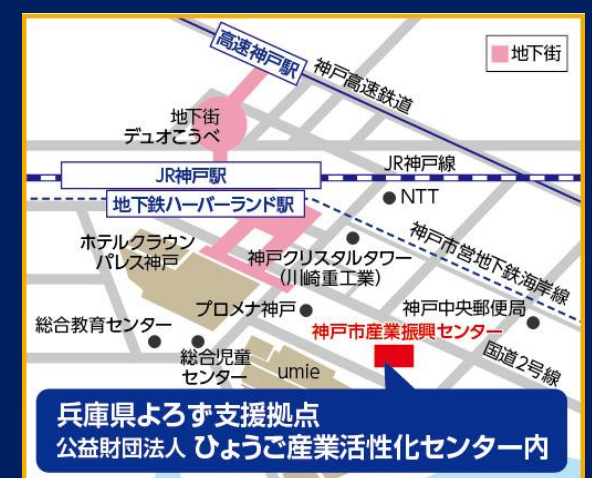 高速神戸駅
地下街
神戸高速鉄道
地下街
デュオこうべ
JR神戸線
JR神戸駅
地下鉄ハーバーランド駅
NTT
神戸市営地下鉄海岸線
ホテルクラウン
パレス神戸
神戸クリスタルタワー
(川崎重工業)
プロメナ神戸
神戸中央郵便局
総合教育センター
神戸市産業振興センター
国道2号線
総合児童
センター
umie
兵庫県よろず支援拠点
公益財団法人 ひょうご産業活性化センター内